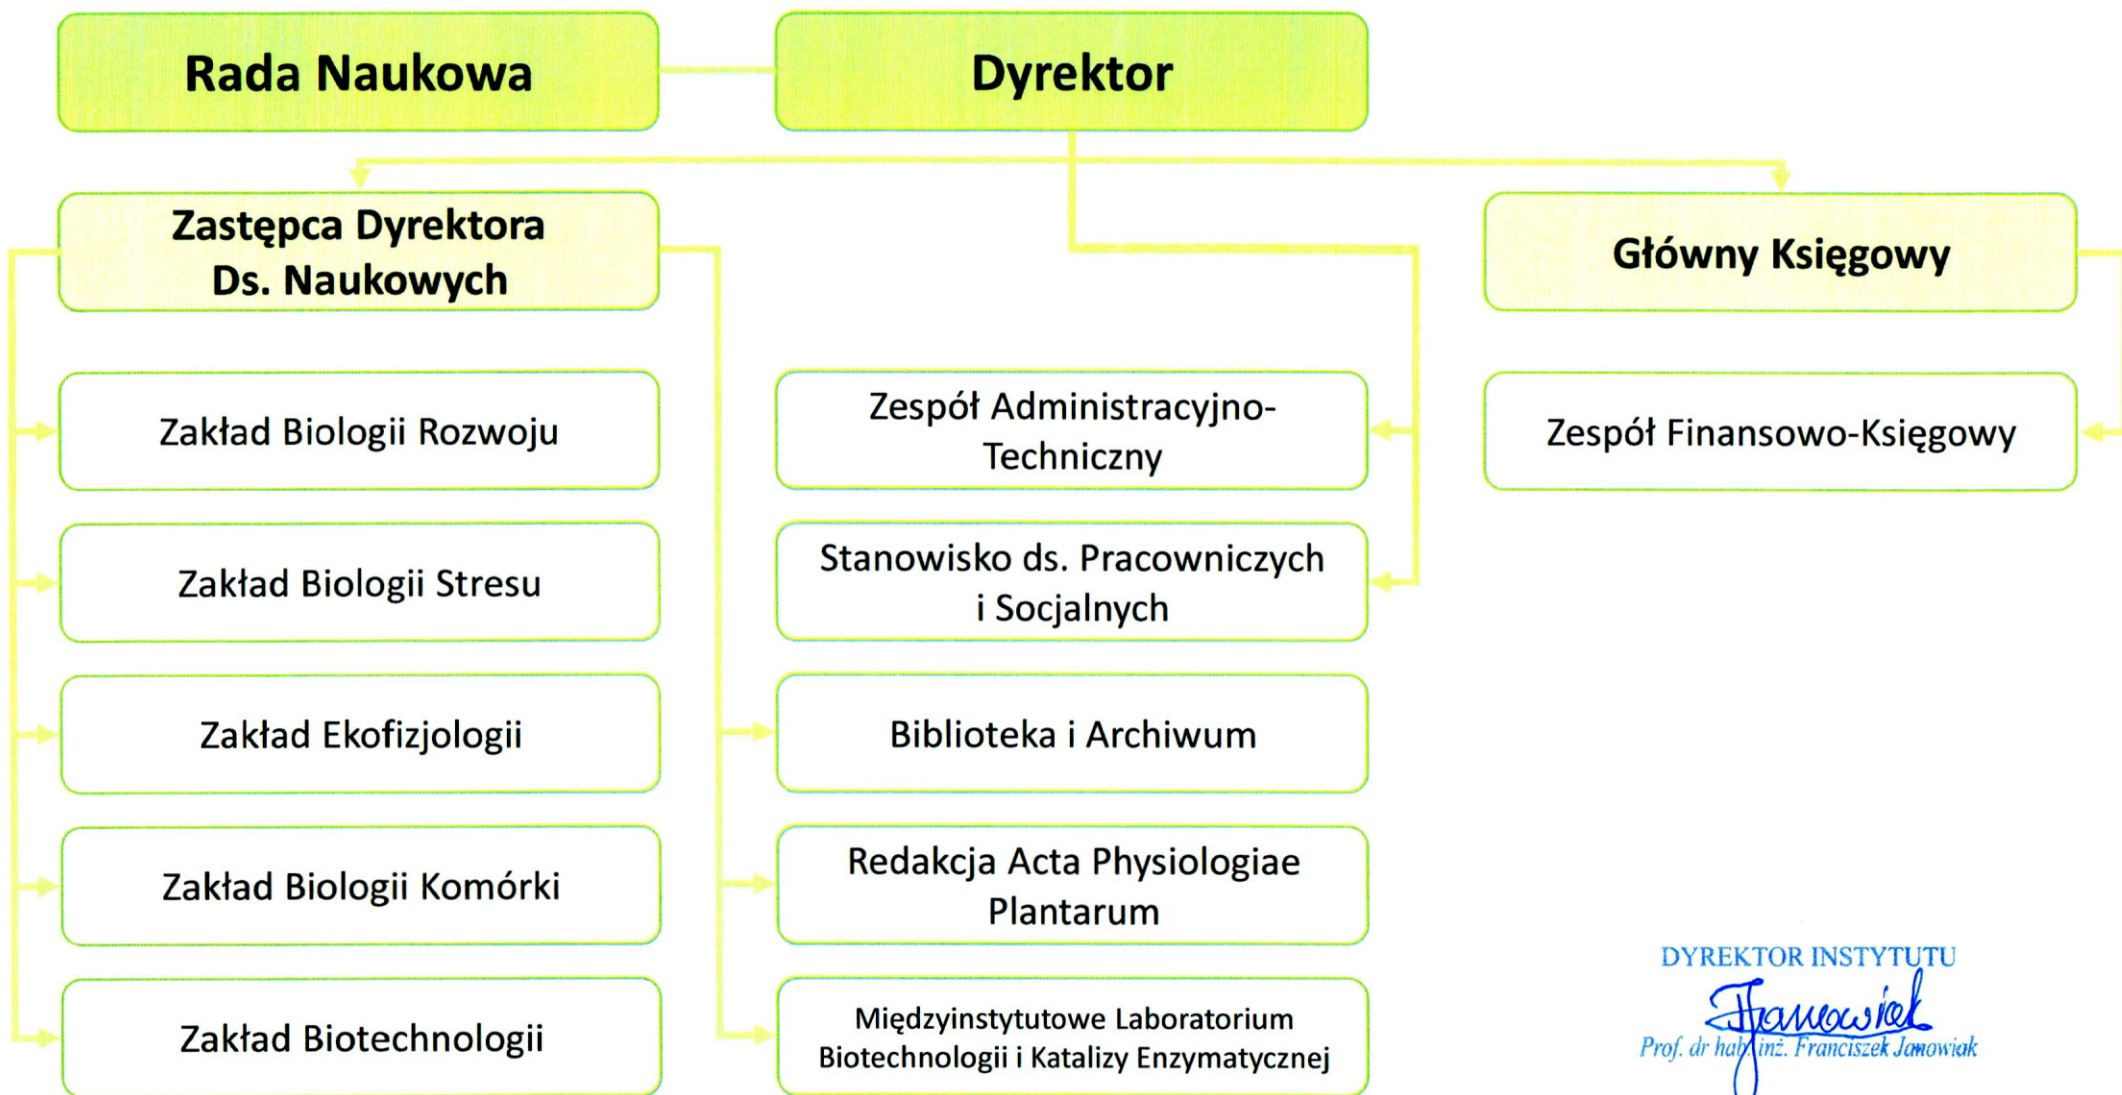 Rada Naukowa
Dyrektor
Zastępca Dyrektora
Ds. Naukowych
Główny Księgowy
Zakład Biologii Rozwoju
Zespół Administracyjno-
Techniczny
Zespół Finansowo-Księgowy
Zakład Biologii Stresu
Stanowisko ds. Pracowniczych
i Socjalnych
Zakład Ekofizjologii
Biblioteka i Archiwum
Zakład Biologii Komórki
Redakcja Acta Physiologiae
Plantarum
Zakład Biotechnologii
Międzyinstytutowe Laboratorium
Biotechnologii i Katalizy Enzymatycznej
DYREKTOR INSTYTUTU
FJanowiak
Prof. dr hab. inż. Franciszek Janowiak